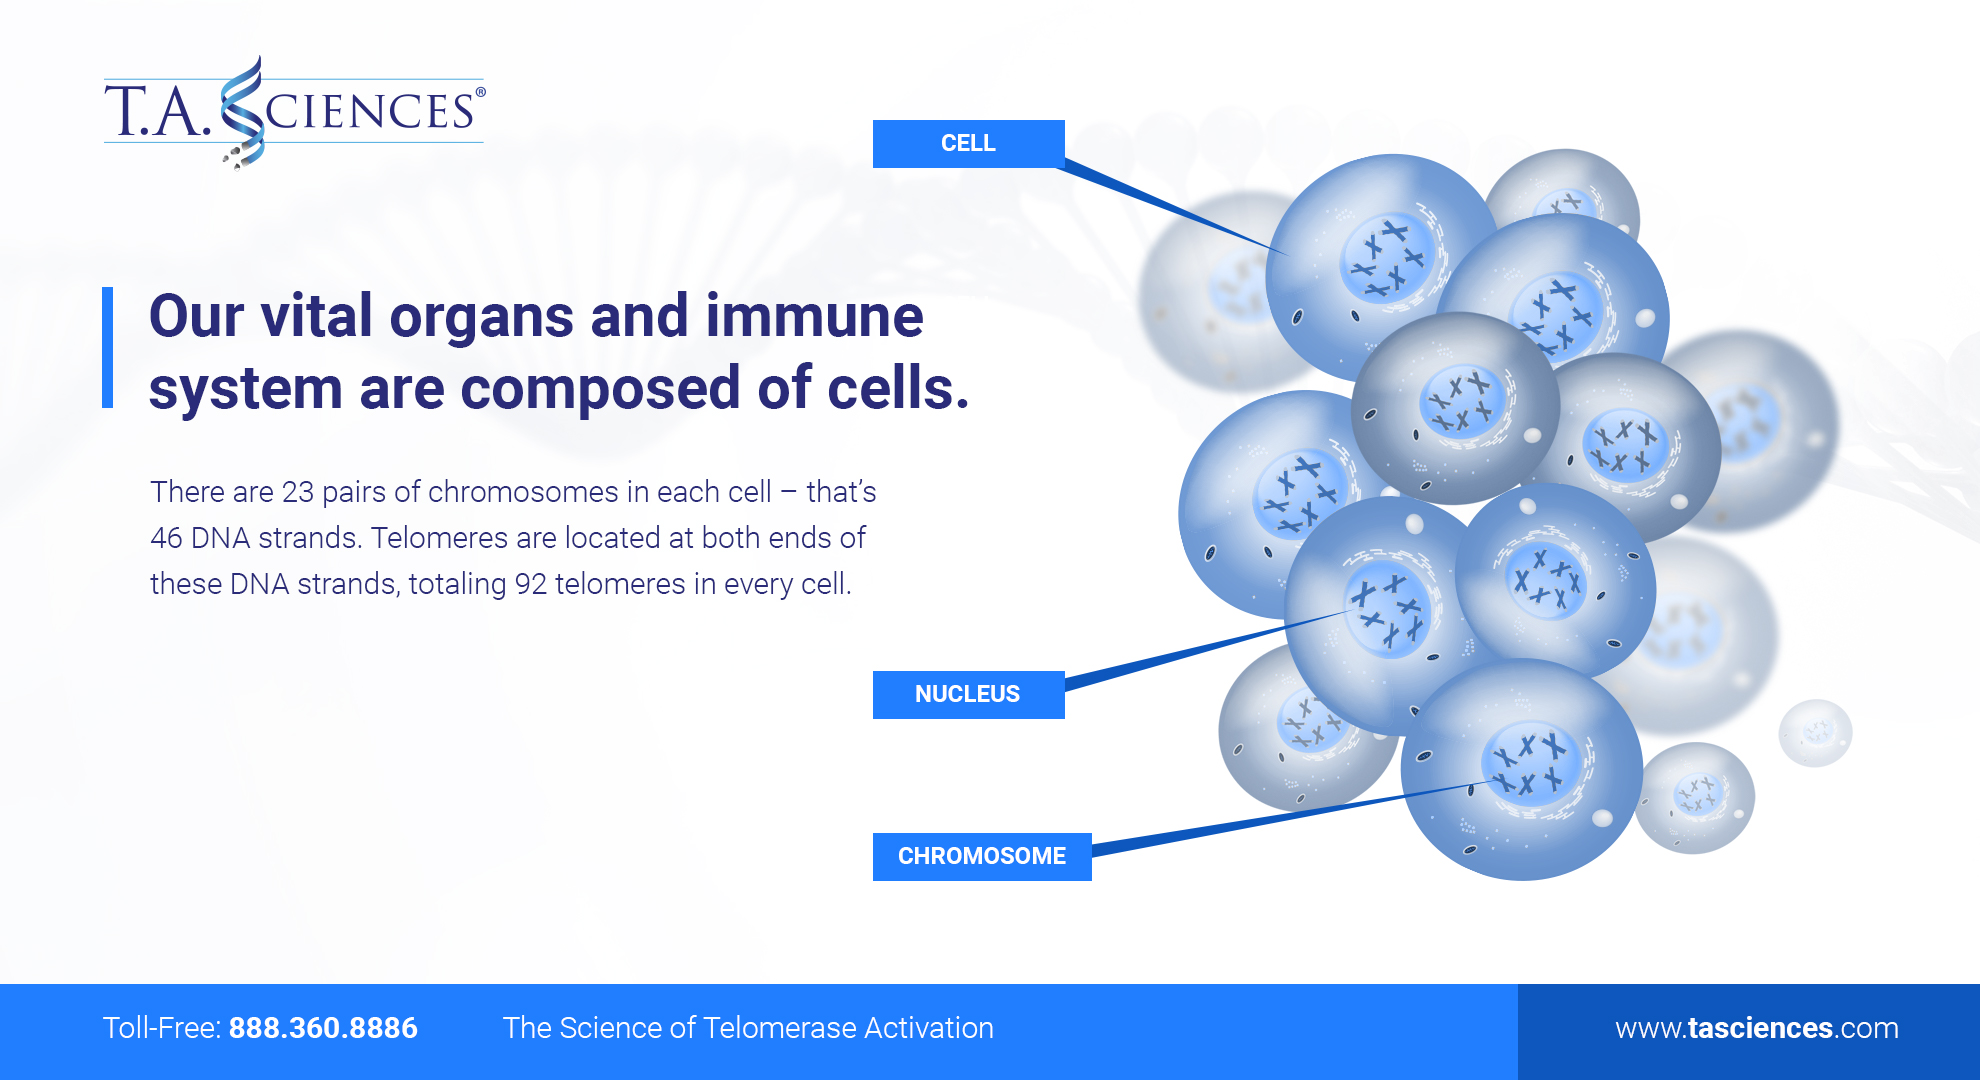 T.A. SCIENCES®
CELL
Our vital organs and immune
system are composed of cells.
There are 23 pairs of chromosomes in each cell – that’s
46 DNA strands. Telomeres are located at both ends of
these DNA strands, totaling 92 telomeres in every cell.
NUCLEUS
CHROMOSOME
Toll-Free: 888.360.8886
The Science of Telomerase Activation
www.tasciences.com